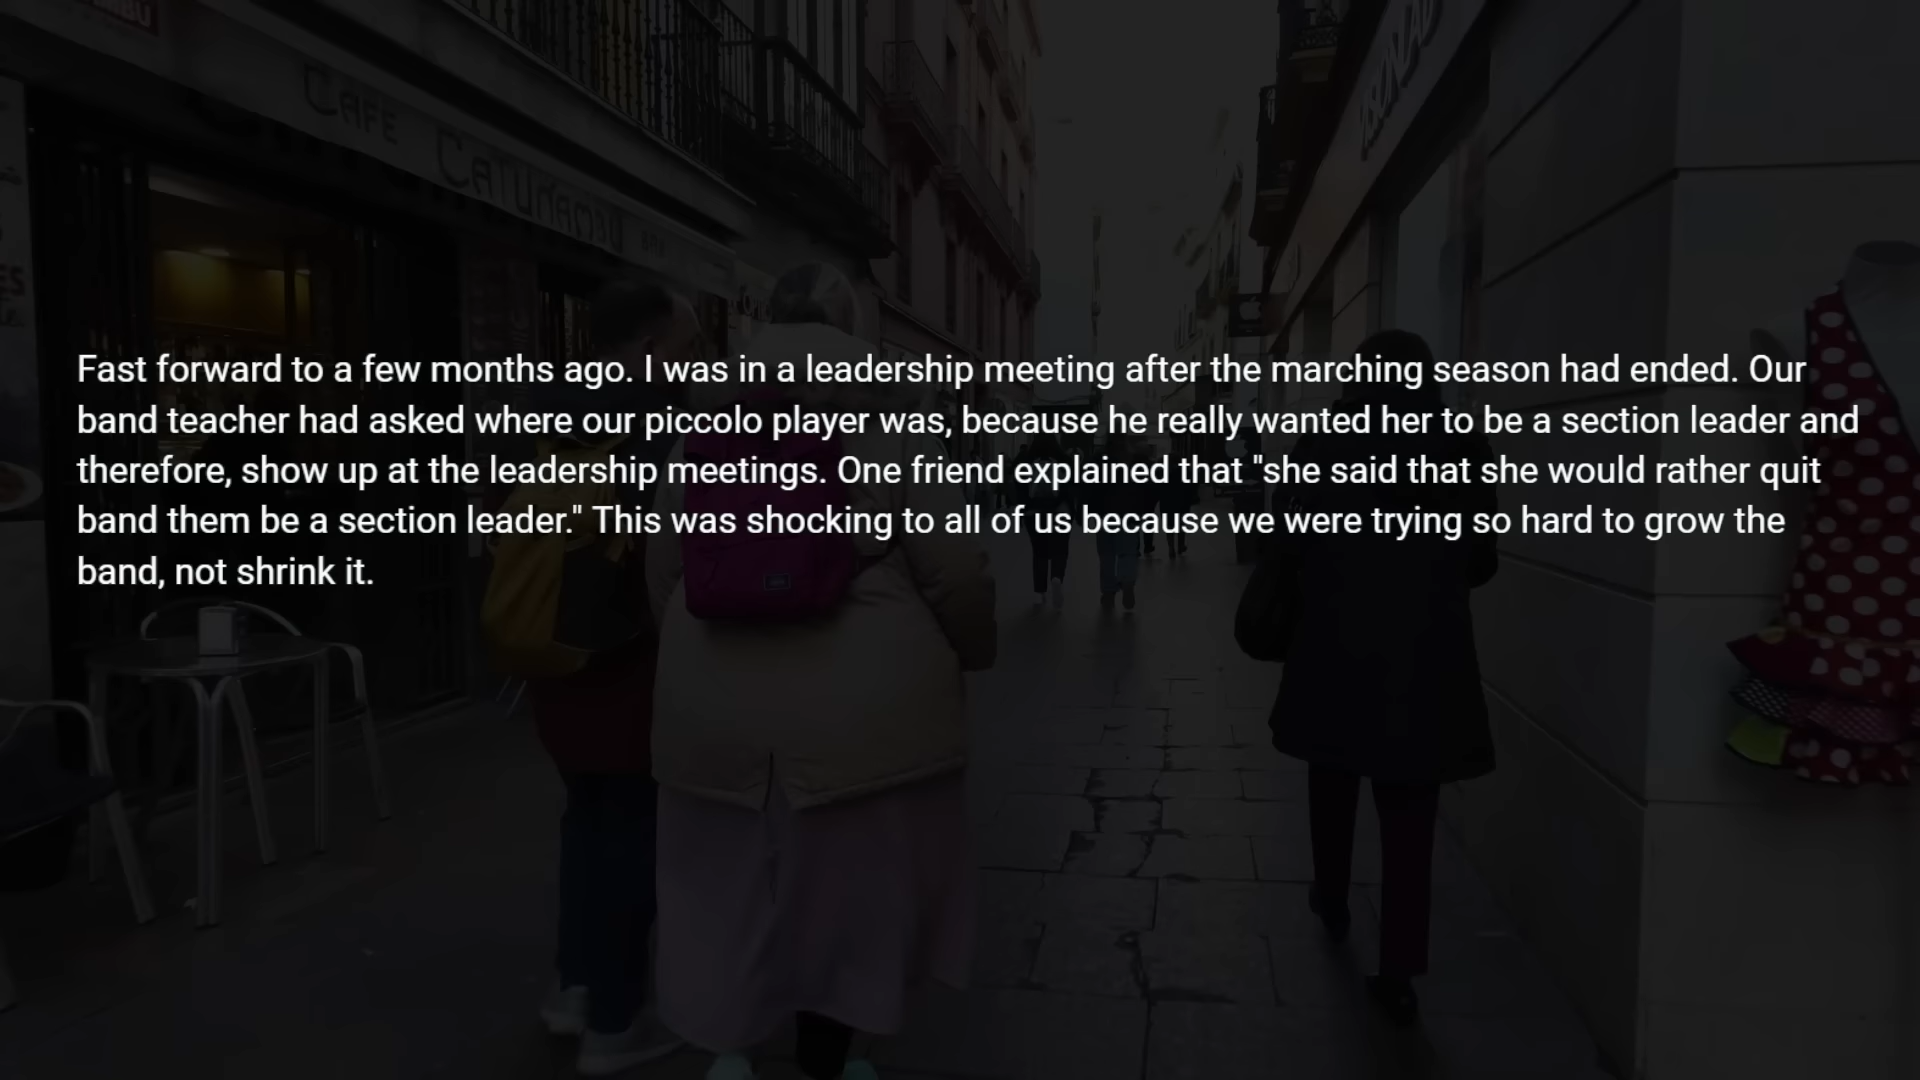 CAFE CATUNAMBU BAR
Fast forward to a few months ago. I was in a leadership meeting after the marching season had ended. Our
band teacher had asked where our piccolo player was, because he really wanted her to be a section leader and
therefore, show up at the leadership meetings. One friend explained that "she said that she would rather quit
band them be a section leader." This was shocking to all of us because we were trying so hard to grow the
band, not shrink it.